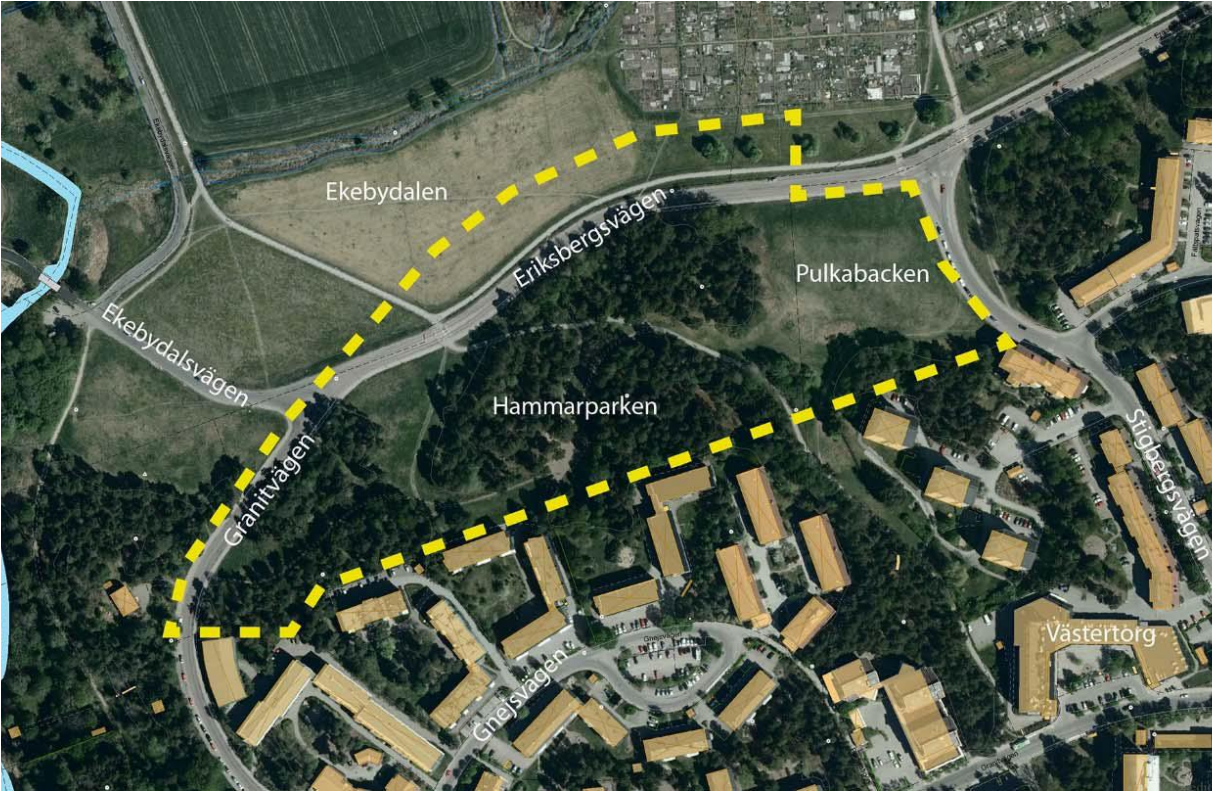 Ekebydalen
Eriksbergsvägen
Pulkabacken
Ekebydalsvägen
Hammarparken
Granitvägen
Stigbergsvägen
Västertorg
Gnejsvägen